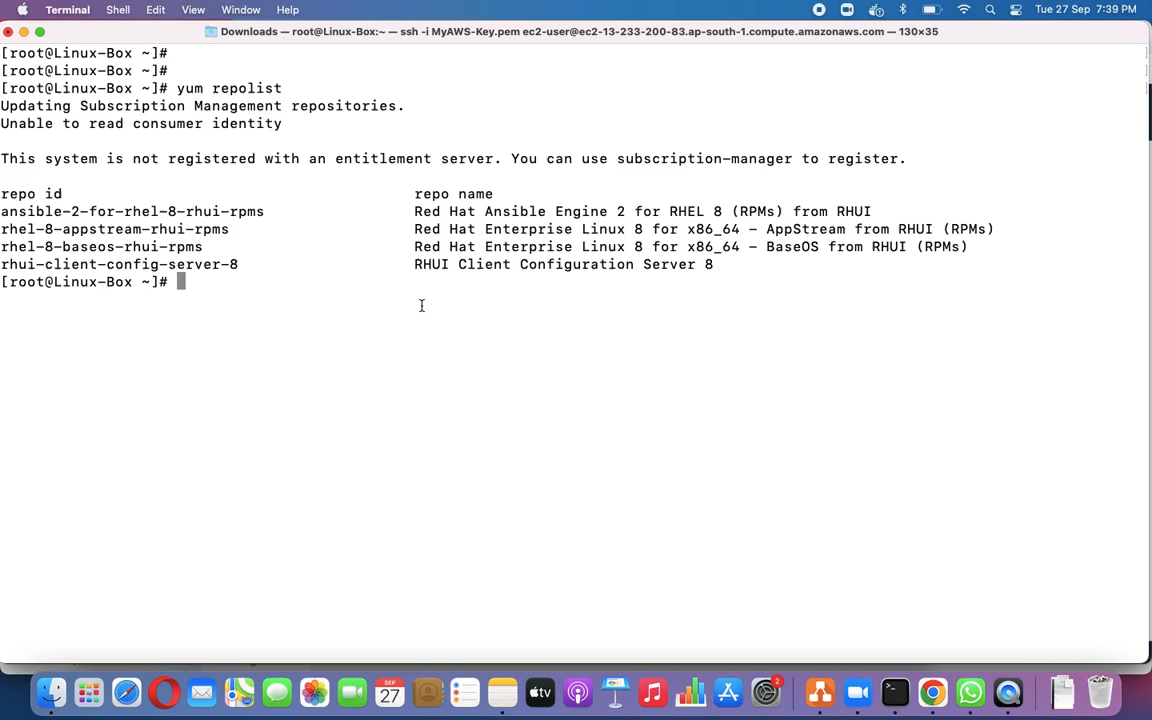 Terminal Shell Edit View Window Help Tue 27 Sep 7:39 PM
Downloads — root@Linux-Box:~ — ssh -i MyAWS-Key.pem ec2-user@ec2-13-233-200-83.ap-south-1.compute.amazonaws.com — 130×35
[root@Linux-Box ~]#
[root@Linux-Box ~]#
[root@Linux-Box ~]# yum repolist
Updating Subscription Management repositories.
Unable to read consumer identity
This system is not registered with an entitlement server. You can use subscription-manager to register.
repo id repo name
ansible-2-for-rhel-8-rhui-rpms Red Hat Ansible Engine 2 for RHEL 8 (RPMs) from RHUI
rhel-8-appstream-rhui-rpms Red Hat Enterprise Linux 8 for x86_64 - AppStream from RHUI (RPMs)
rhel-8-baseos-rhui-rpms Red Hat Enterprise Linux 8 for x86_64 - BaseOS from RHUI (RPMs)
rhui-client-config-server-8 RHUI Client Configuration Server 8
[root@Linux-Box ~]#
SEP
27
tv
2